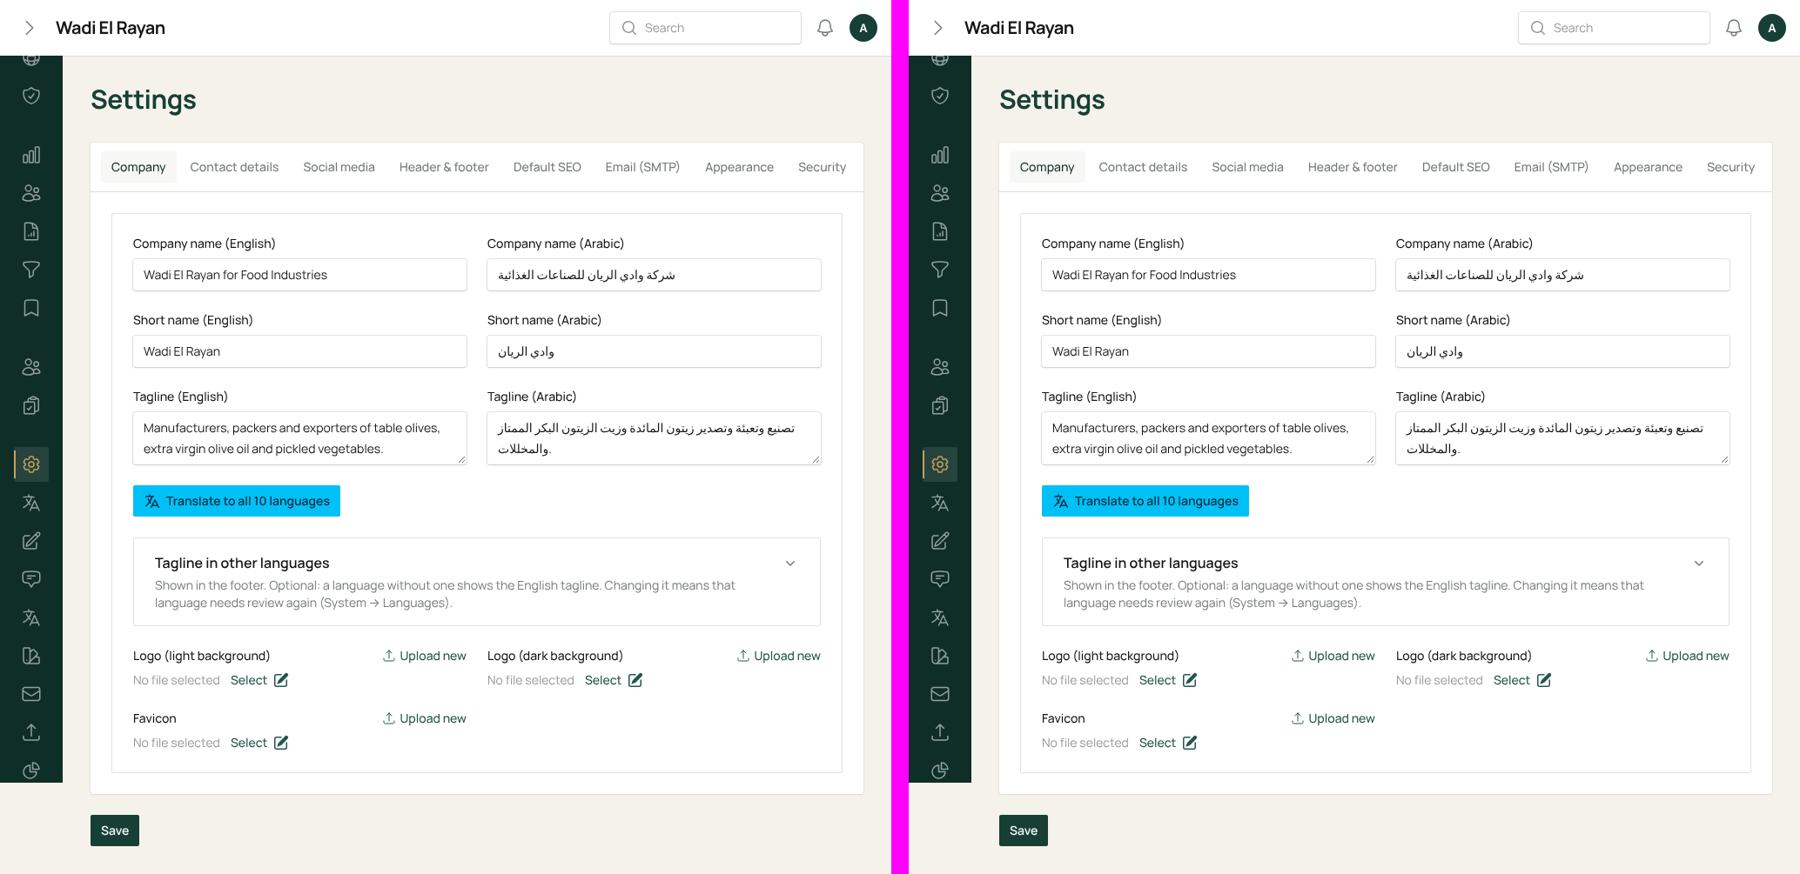 Wadi El Rayan
Search
A
Settings
Company
Contact details
Social media
Header & footer
Default SEO
Email (SMTP)
Appearance
Security
Company name (English)
Company name (Arabic)
Wadi El Rayan for Food Industries
شركة وادي الريان للصناعات الغذائية
Short name (English)
Short name (Arabic)
Wadi El Rayan
وادي الريان
Tagline (English)
Tagline (Arabic)
Manufacturers, packers and exporters of table olives,
extra virgin olive oil and pickled vegetables.
تصنيع وتعبئة وتصدير زيتون المائدة وزيت الزيتون البكر الممتاز
والمخللات.
Translate to all 10 languages
Tagline in other languages
Shown in the footer. Optional: a language without one shows the English tagline. Changing it means that
language needs review again (System → Languages).
Logo (light background)
Upload new
Logo (dark background)
Upload new
No file selected
Select
No file selected
Select
Favicon
Upload new
No file selected
Select
Save
Wadi El Rayan
Search
A
Settings
Company
Contact details
Social media
Header & footer
Default SEO
Email (SMTP)
Appearance
Security
Company name (English)
Company name (Arabic)
Wadi El Rayan for Food Industries
شركة وادي الريان للصناعات الغذائية
Short name (English)
Short name (Arabic)
Wadi El Rayan
وادي الريان
Tagline (English)
Tagline (Arabic)
Manufacturers, packers and exporters of table olives,
extra virgin olive oil and pickled vegetables.
تصنيع وتعبئة وتصدير زيتون المائدة وزيت الزيتون البكر الممتاز
والمخللات.
Translate to all 10 languages
Tagline in other languages
Shown in the footer. Optional: a language without one shows the English tagline. Changing it means that
language needs review again (System → Languages).
Logo (light background)
Upload new
Logo (dark background)
Upload new
No file selected
Select
No file selected
Select
Favicon
Upload new
No file selected
Select
Save